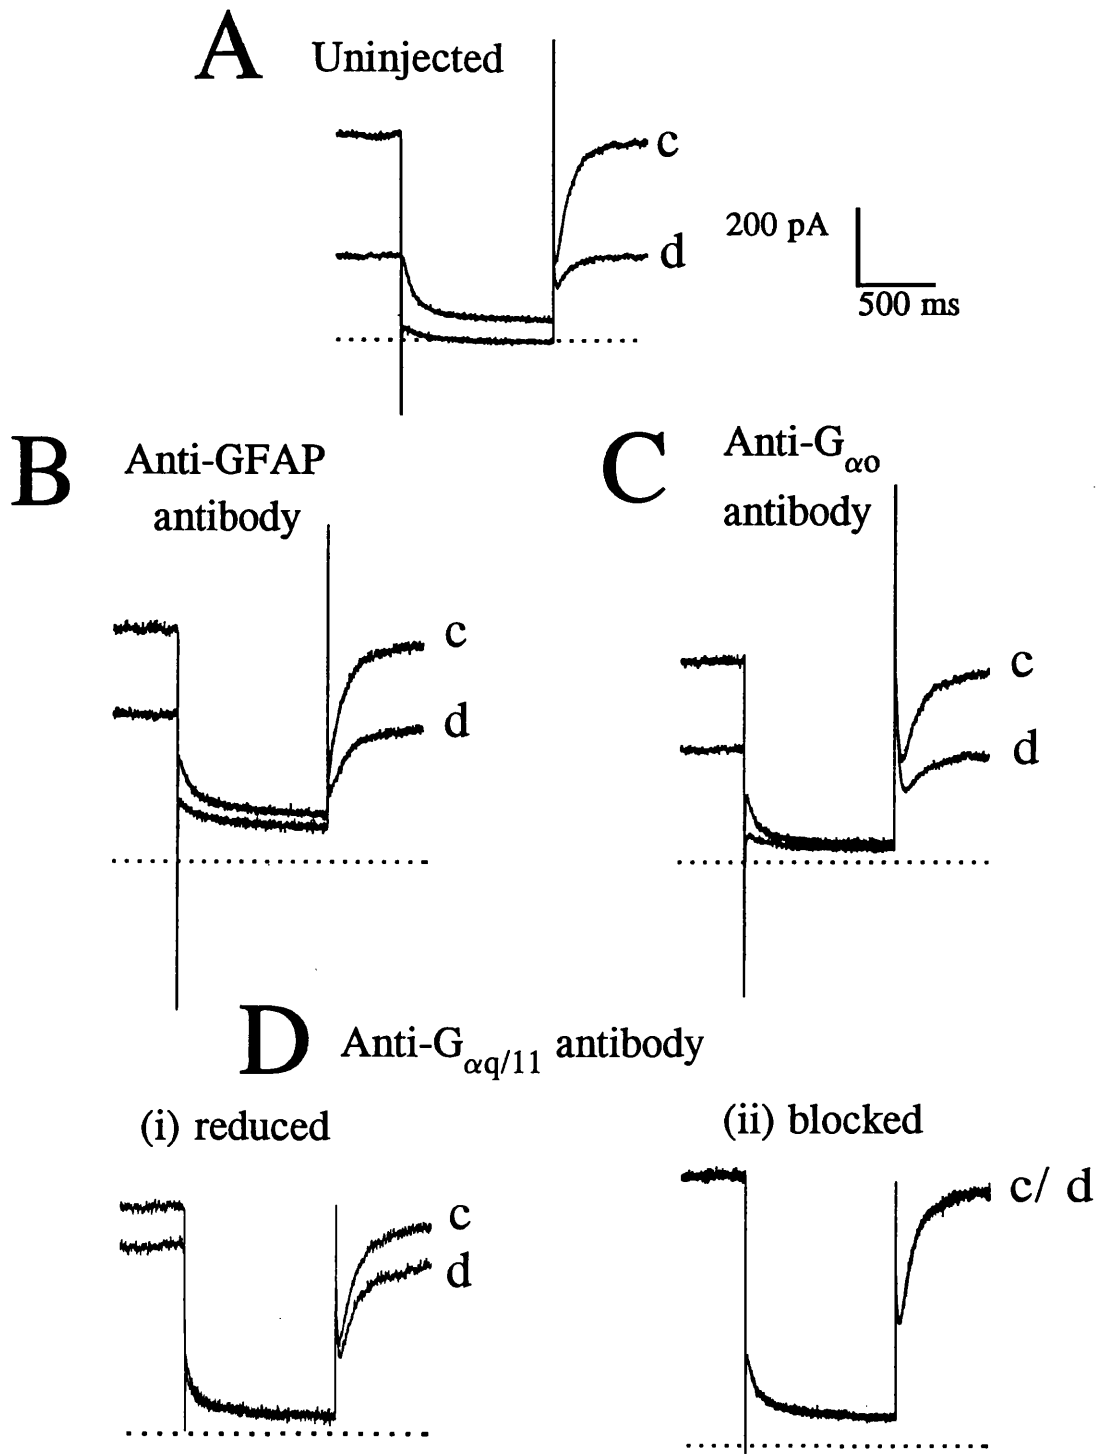 A Uninjected
c
d
200 pA
500 ms
B Anti-GFAP
antibody
c
d
C Anti-Gαo
antibody
c
d
D Anti-Gαq/11 antibody
(i) reduced
c
d
(ii) blocked
c/ d